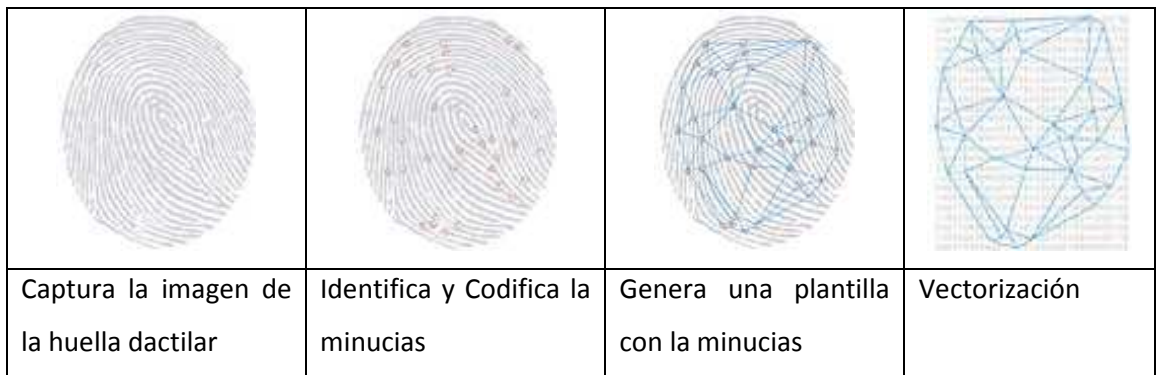 Captura la imagen de
la huella dactilar
Identifica y Codifica la
minucias
Genera una plantilla
con la minucias
Vectorización